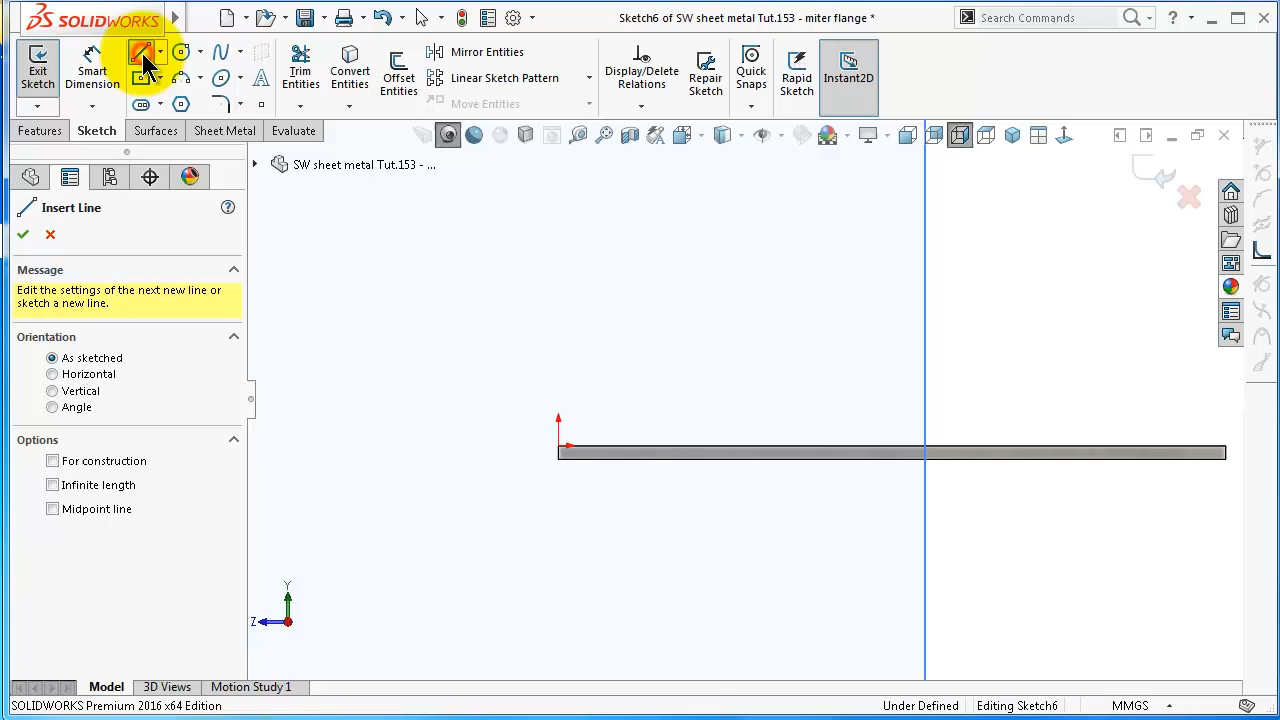 SOLIDWORKS
Sketch6 of SW sheet metal Tut.153 - miter flange *
Search Commands
Exit Sketch
Smart Dimension
Trim Entities
Convert Entities
Offset Entities
Mirror Entities
Linear Sketch Pattern
Move Entities
Display/Delete Relations
Repair Sketch
Quick Snaps
Rapid Sketch
Instant2D
Features
Sketch
Surfaces
Sheet Metal
Evaluate
SW sheet metal Tut.153 - ...
Insert Line
Message
Edit the settings of the next new line or
sketch a new line.
Orientation
As sketched
Horizontal
Vertical
Angle
Options
For construction
Infinite length
Midpoint line
Y
Z
Model
3D Views
Motion Study 1
SOLIDWORKS Premium 2016 x64 Edition
Under Defined
Editing Sketch6
MMGS